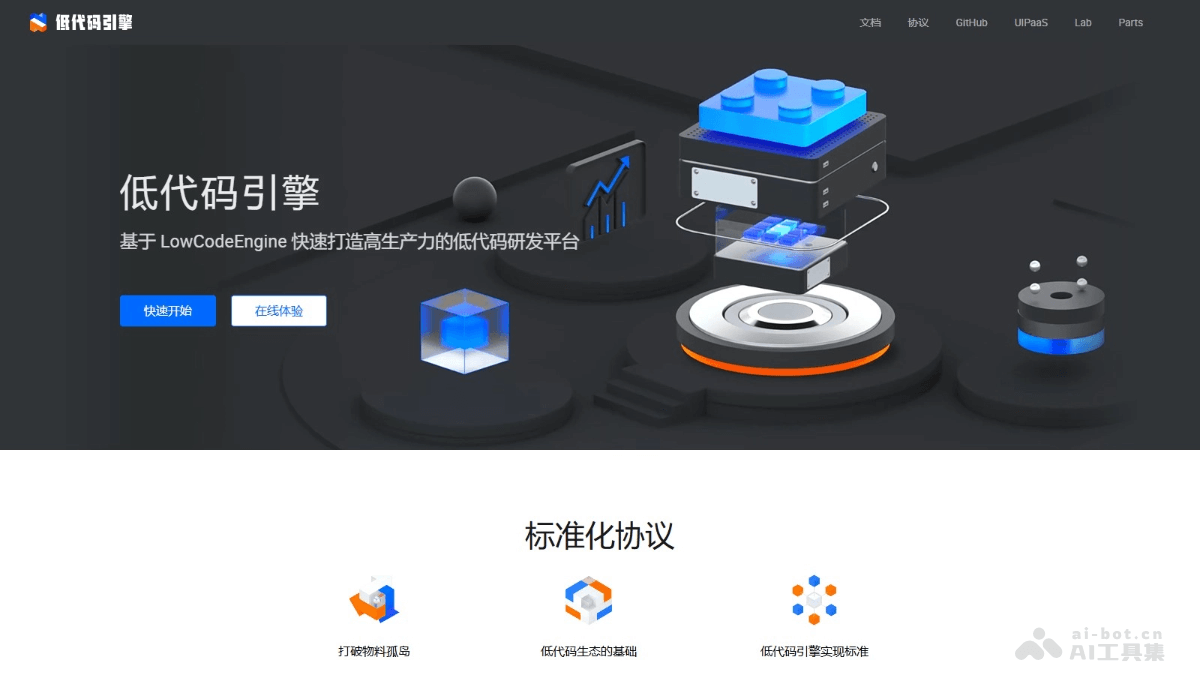 低代码引擎
文档 协议 GitHub UIPaaS Lab Parts
低代码引擎
基于 LowCodeEngine 快速打造高生产力的低代码研发平台
快速开始 在线体验
标准化协议
打破物料孤岛 低代码生态的基础 低代码引擎实现标准
ai-bot.cn
AI工具集